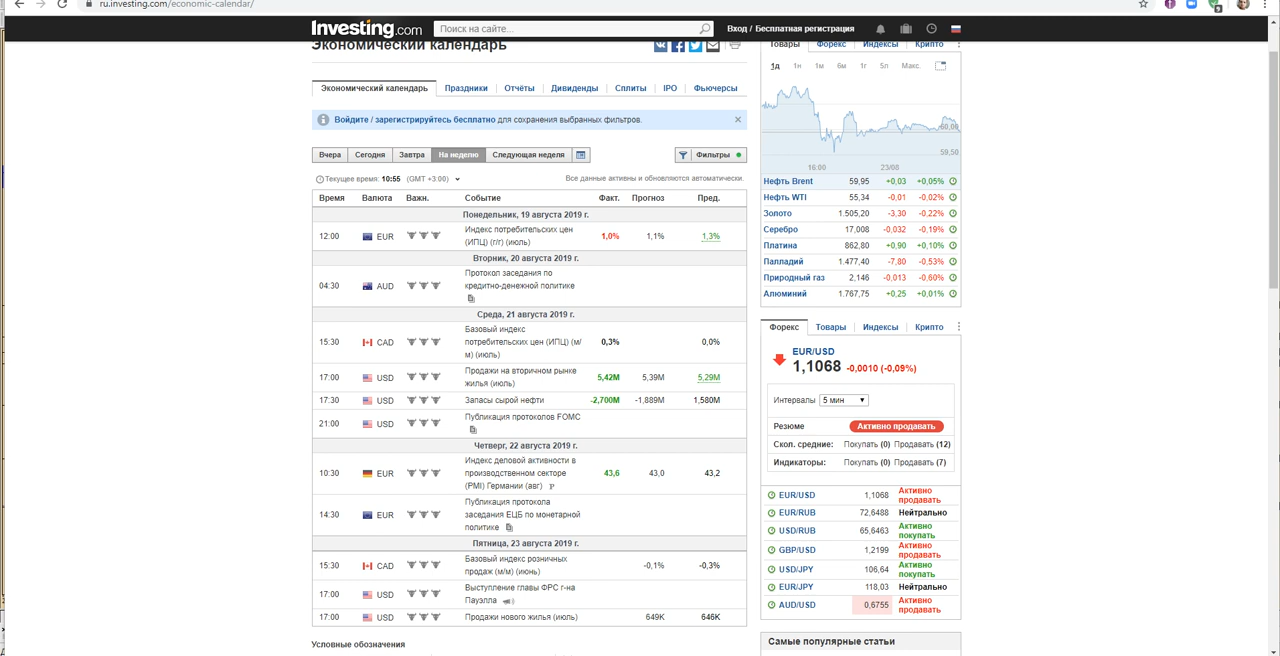 ru.investing.com/economic-calendar/
Investing.com
Поиск на сайте...
Вход / Бесплатная регистрация
Экономический календарь
Экономический календарь Праздники Отчёты Дивиденды Сплиты IPO Фьючерсы
Войдите / зарегистрируйтесь бесплатно для сохранения выбранных фильтров.
Вчера Сегодня Завтра На неделю Следующая неделя Фильтры
Текущее время: 10:55 (GMT +3:00) Все данные активны и обновляются автоматически.
Время Валюта Важн. Событие Факт. Прогноз Пред.
Понедельник, 19 августа 2019 г.
12:00 EUR Индекс потребительских цен
(ИПЦ) (г/г) (июль) 1,0% 1,1% 1,3%
Вторник, 20 августа 2019 г.
04:30 AUD Протокол заседания по
кредитно-денежной политике
Среда, 21 августа 2019 г.
15:30 CAD Базовый индекс
потребительских цен (ИПЦ) (м/
м) (июль) 0,3% 0,0%
17:00 USD Продажи на вторичном рынке
жилья (июль) 5,42M 5,39M 5,29M
17:30 USD Запасы сырой нефти -2,700M -1,889M 1,580M
21:00 USD Публикация протоколов FOMC
Четверг, 22 августа 2019 г.
10:30 EUR Индекс деловой активности в
производственном секторе
(PMI) Германии (авг) P 43,6 43,0 43,2
14:30 EUR Публикация протокола
заседания ЕЦБ по монетарной
политике
Пятница, 23 августа 2019 г.
15:30 CAD Базовый индекс розничных
продаж (м/м) (июнь) -0,1% -0,3%
17:00 USD Выступление главы ФРС г-на
Пауэлла
17:00 USD Продажи нового жилья (июль) 649K 646K
Условные обозначения
Товары Форекс Индексы Крипто
1д 1н 1м 6м 1г 5л Макс.
60,00
59,50
16:00 23/08
Нефть Brent 59,95 +0,03 +0,05%
Нефть WTI 55,34 -0,01 -0,02%
Золото 1.505,20 -3,30 -0,22%
Серебро 17,008 -0,032 -0,19%
Платина 862,80 +0,90 +0,10%
Палладий 1.477,40 -7,80 -0,53%
Природный газ 2,146 -0,013 -0,60%
Алюминий 1.767,75 +0,25 +0,01%
Форекс Товары Индексы Крипто
EUR/USD
1,1068 -0,0010 (-0,09%)
Интервалы 5 мин
Резюме Активно продавать
Скол. средние: Покупать (0) Продавать (12)
Индикаторы: Покупать (0) Продавать (7)
EUR/USD 1,1068 Активно
продавать
EUR/RUB 72,6488 Нейтрально
USD/RUB 65,6463 Активно
покупать
GBP/USD 1,2199 Активно
продавать
USD/JPY 106,64 Активно
покупать
EUR/JPY 118,03 Нейтрально
AUD/USD 0,6755 Активно
продавать
Самые популярные статьи